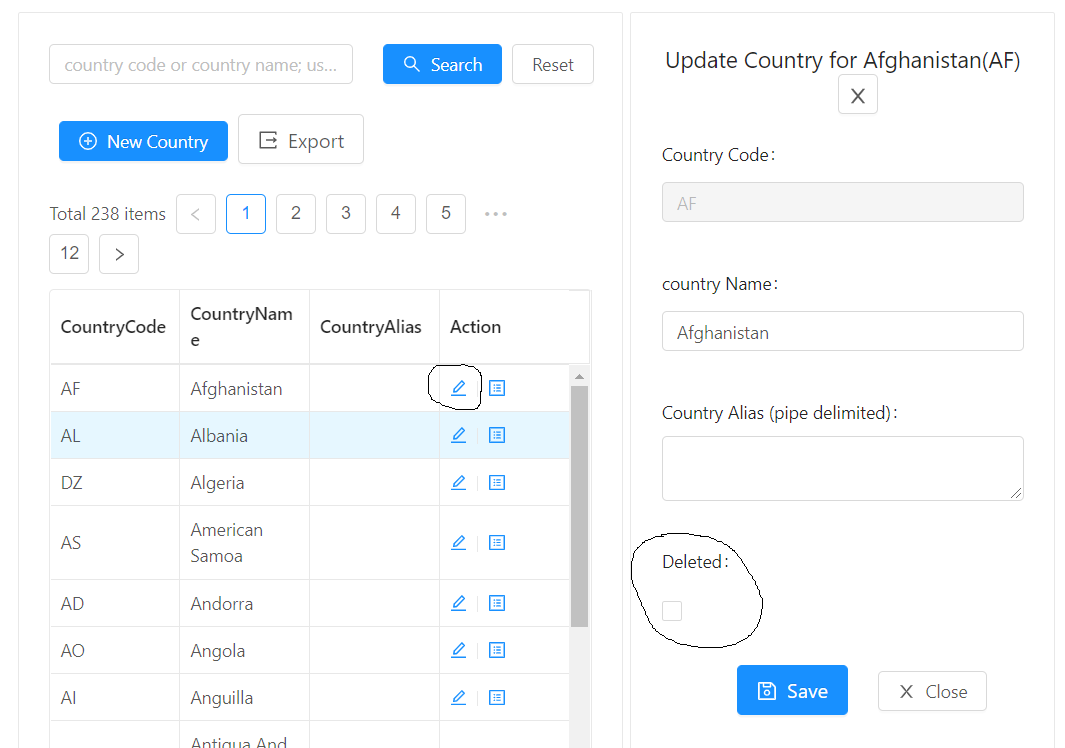 country code or country name; us...
Search
Reset
New Country
Export
Total 238 items
<
1
2
3
4
5
•••
12
>
CountryCode
CountryNam
e
CountryAlias
Action
AF
Afghanistan
AL
Albania
DZ
Algeria
AS
American
Samoa
AD
Andorra
AO
Angola
AI
Anguilla
Antigua And
Update Country for Afghanistan(AF)
X
Country Code:
AF
country Name:
Afghanistan
Country Alias (pipe delimited):
Deleted:
Save
X Close